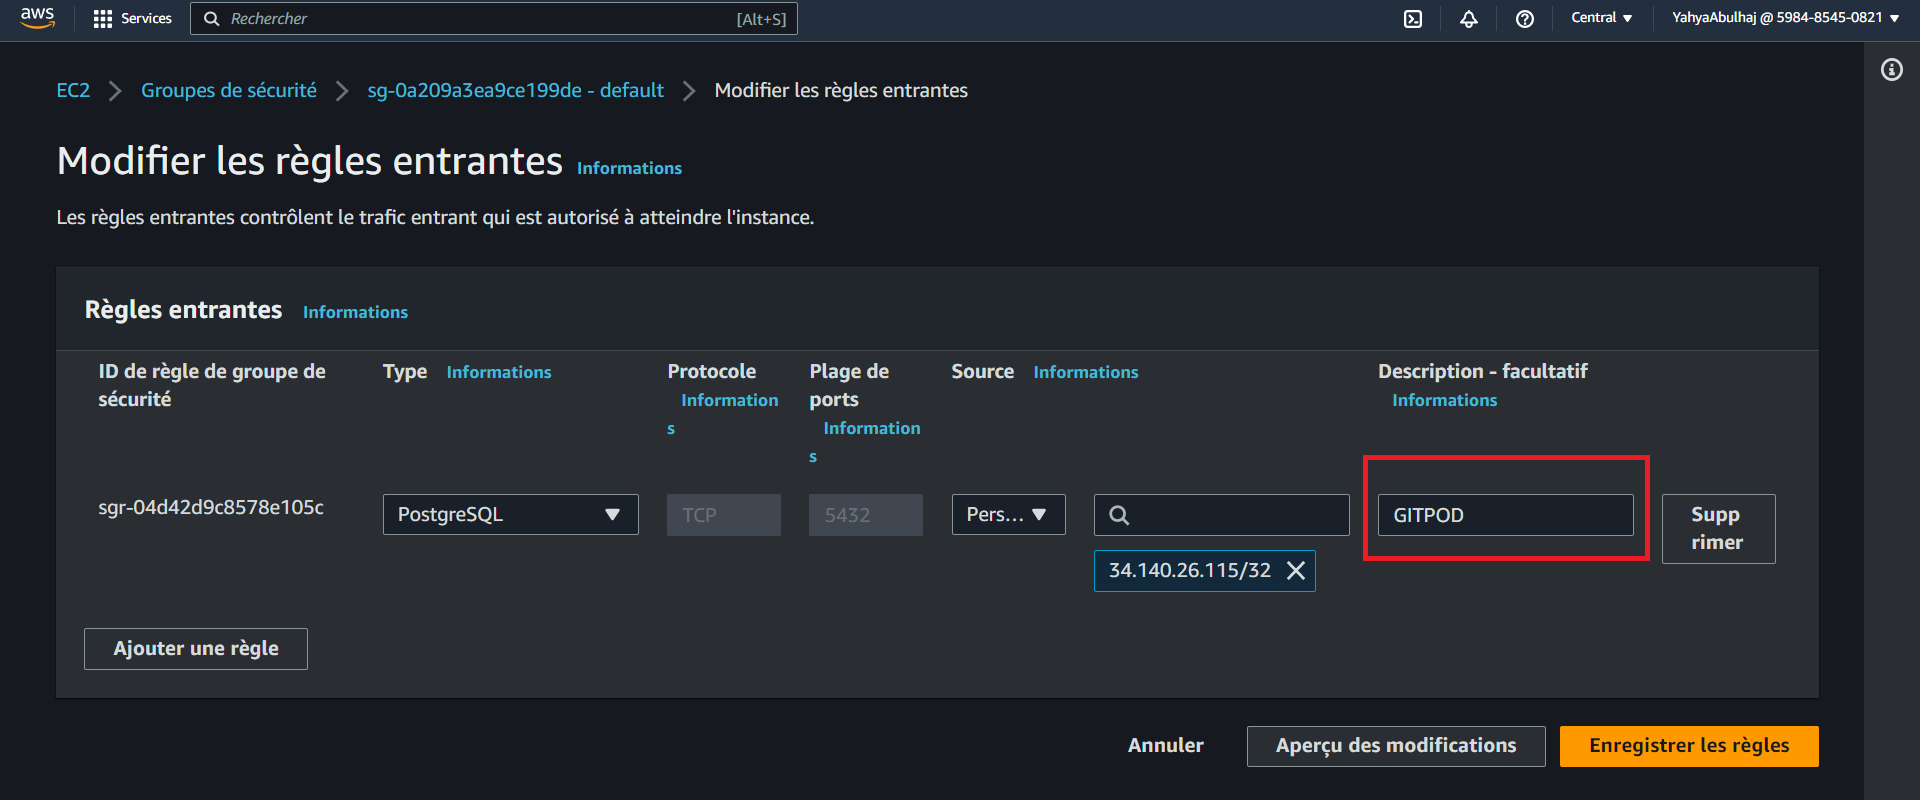 aws
Services
Rechercher
[Alt+S]
Central
YahyaAbulhaj @ 5984-8545-0821
EC2
Groupes de sécurité
sg-0a209a3ea9ce199de - default
Modifier les règles entrantes
Modifier les règles entrantes
Informations
Les règles entrantes contrôlent le trafic entrant qui est autorisé à atteindre l'instance.
Règles entrantes
Informations
ID de règle de groupe de
sécurité
Type
Informations
Protocole
Information
s
Plage de
ports
Information
s
Source
Informations
Description - facultatif
Informations
sgr-04d42d9c8578e105c
PostgreSQL
TCP
5432
Pers...
34.140.26.115/32
GITPOD
Supp
rimer
Ajouter une règle
Annuler
Aperçu des modifications
Enregistrer les règles